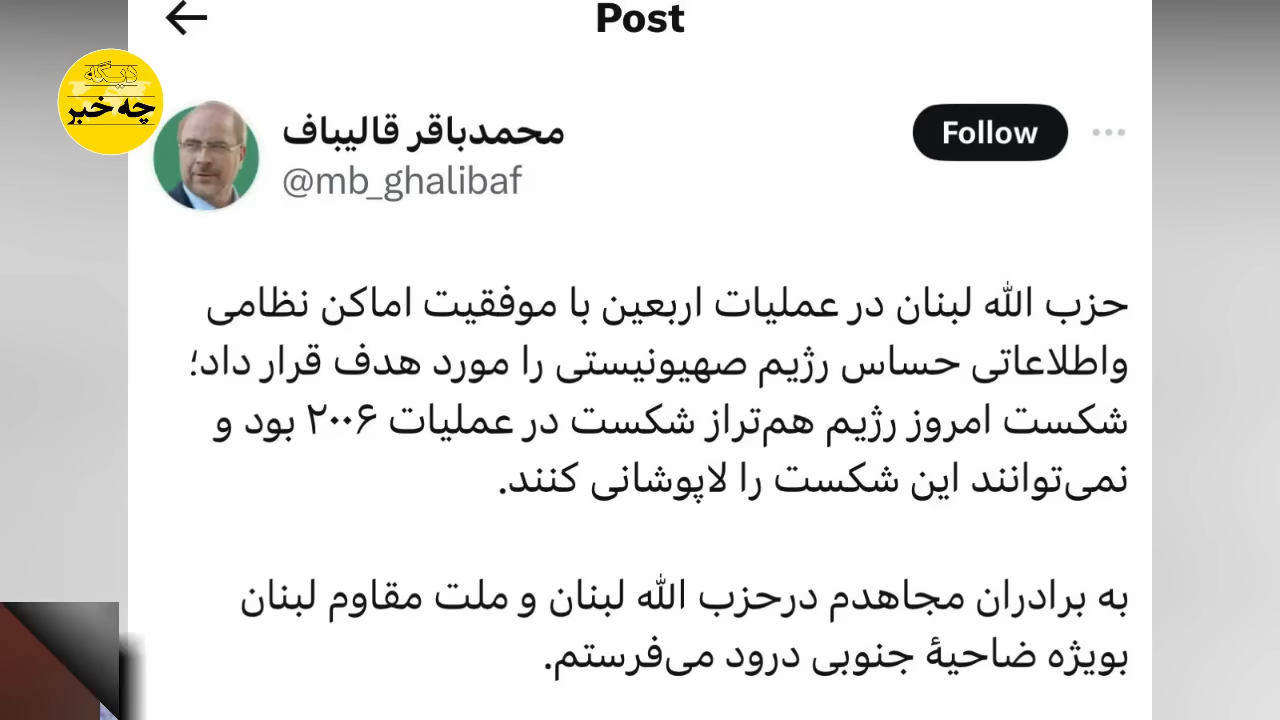 Post
دیگه
چه خبر
محمدباقر قالیباف
@mb_ghalibaf
Follow
حزب الله لبنان در عملیات اربعین با موفقیت اماکن نظامی
واطلاعاتی حساس رژیم صهیونیستی را مورد هدف قرار داد؛
شکست امروز رژیم هم‌تراز شکست در عملیات ۲۰۰۶ بود و
نمی‌توانند این شکست را لاپوشانی کنند.
به برادران مجاهدم درحزب الله لبنان و ملت مقاوم لبنان
بویژه ضاحیهٔ جنوبی درود می‌فرستم.